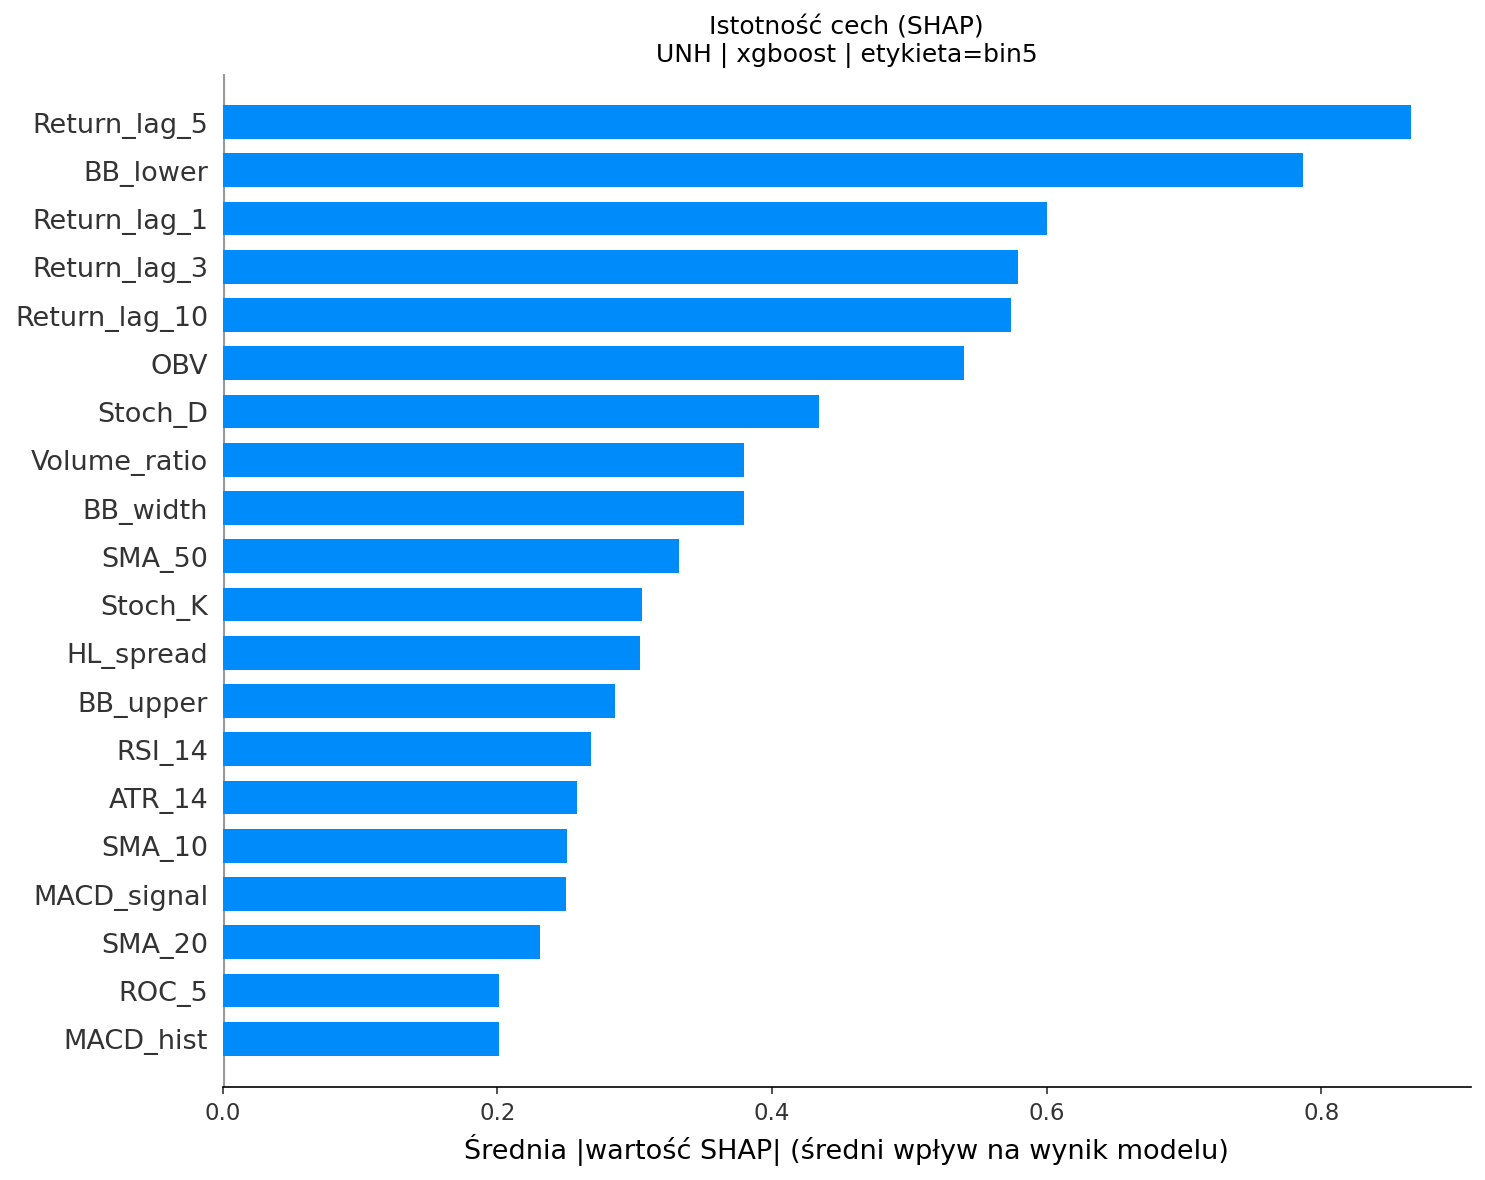 Istotność cech (SHAP)
UNH | xgboost | etykieta=bin5
Return_lag_5
BB_lower
Return_lag_1
Return_lag_3
Return_lag_10
OBV
Stoch_D
Volume_ratio
BB_width
SMA_50
Stoch_K
HL_spread
BB_upper
RSI_14
ATR_14
SMA_10
MACD_signal
SMA_20
ROC_5
MACD_hist
0.0 0.2 0.4 0.6 0.8
Średnia |wartość SHAP| (średni wpływ na wynik modelu)